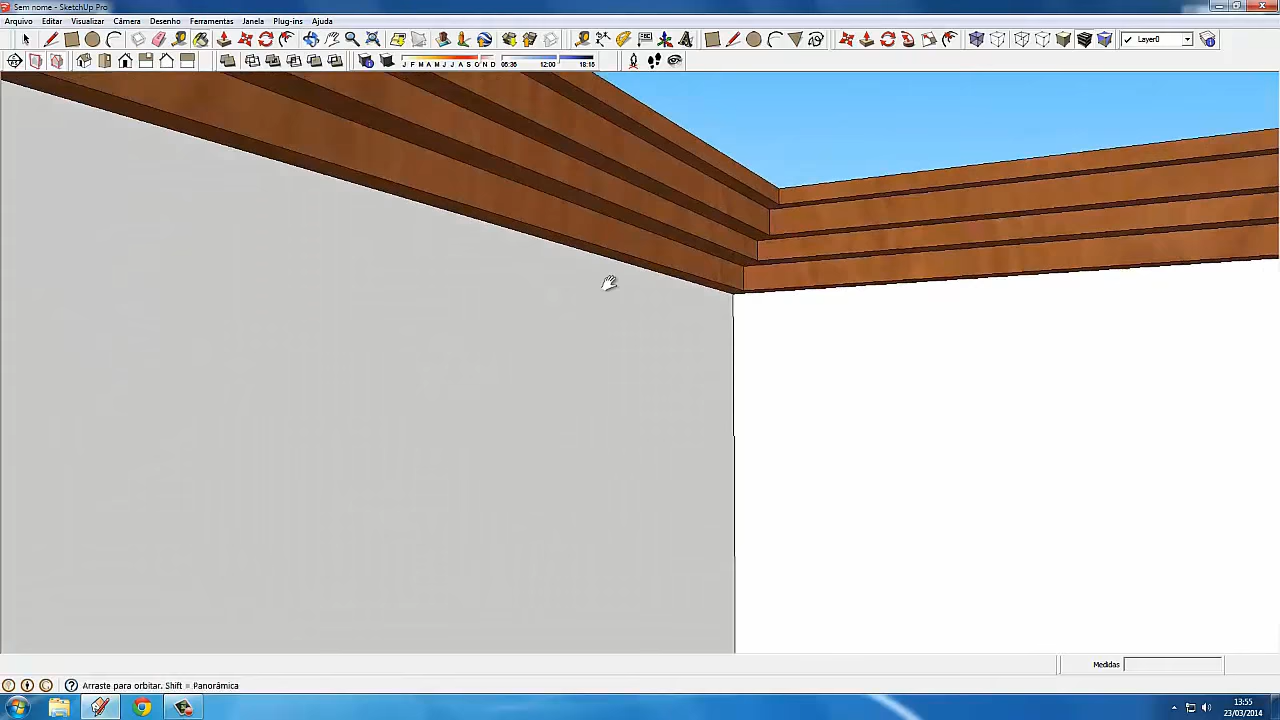 Sem nome - SketchUp Pro
Arquivo Editar Visualizar Câmera Desenho Ferramentas Janela Plug-ins Ajuda
Layer0
J F M A M J J A S O N D 05:36 12:00 18:15
Medidas
Arraste para orbitar. Shift = Panorâmica
13:55
23/03/2014